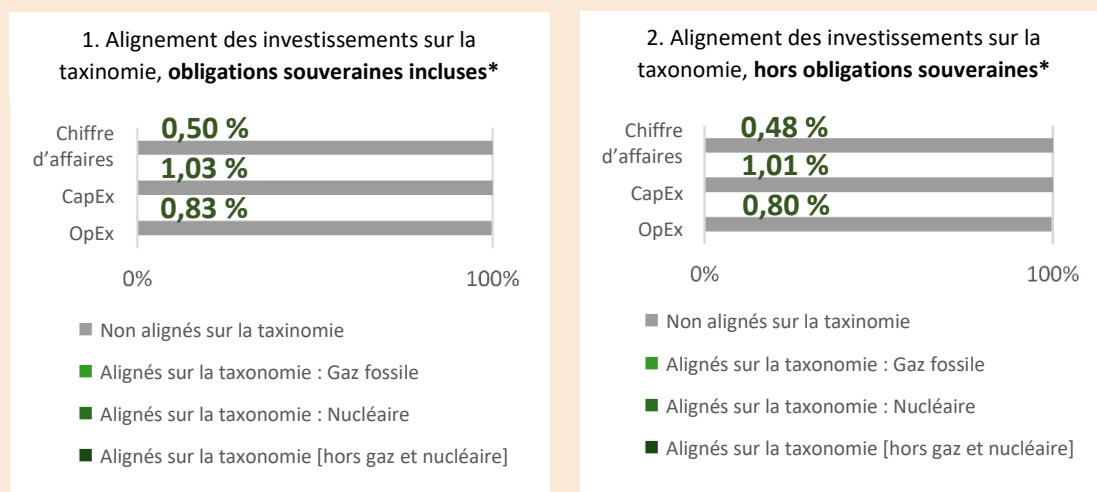 1. Alignement des investissements sur la
taxinomie, obligations souveraines incluses*
Chiffre
d'affaires
0,50 %
CapEx
1,03 %
OpEx
0,83 %
0%
100%
Non alignés sur la taxinomie
Alignés sur la taxonomie : Gaz fossile
Alignés sur la taxonomie : Nucléaire
Alignés sur la taxonomie [hors gaz et nucléaire]
2. Alignement des investissements sur la
taxonomie, hors obligations souveraines*
Chiffre
d'affaires
0,48 %
CapEx
1,01 %
OpEx
0,80 %
0%
100%
Non alignés sur la taxinomie
Alignés sur la taxonomie : Gaz fossile
Alignés sur la taxonomie : Nucléaire
Alignés sur la taxonomie [hors gaz et nucléaire]